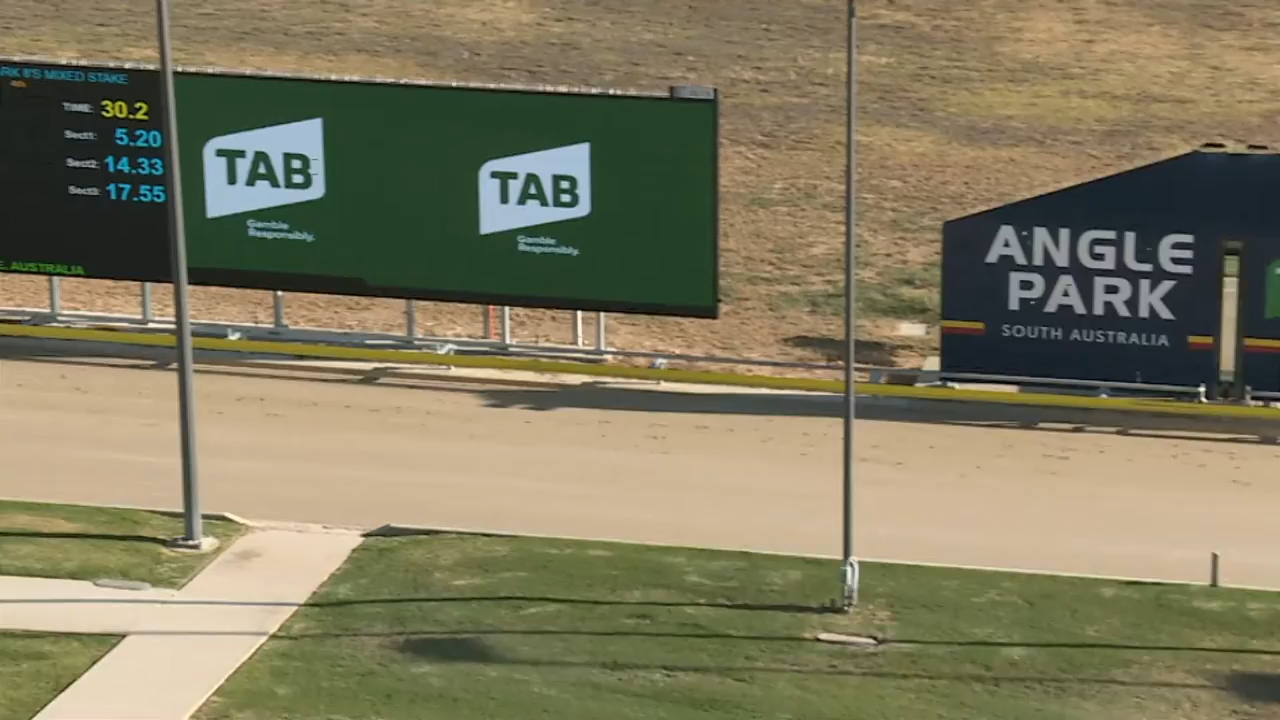 RK 8'S MIXED STAKE
TIME: 30.2
Sect1: 5.20
Sect2: 14.33
Sect3: 17.55
AUSTRALIA
TAB
Gamble
Responsibly.
TAB
Gamble
Responsibly.
ANGLE
PARK
SOUTH AUSTRALIA